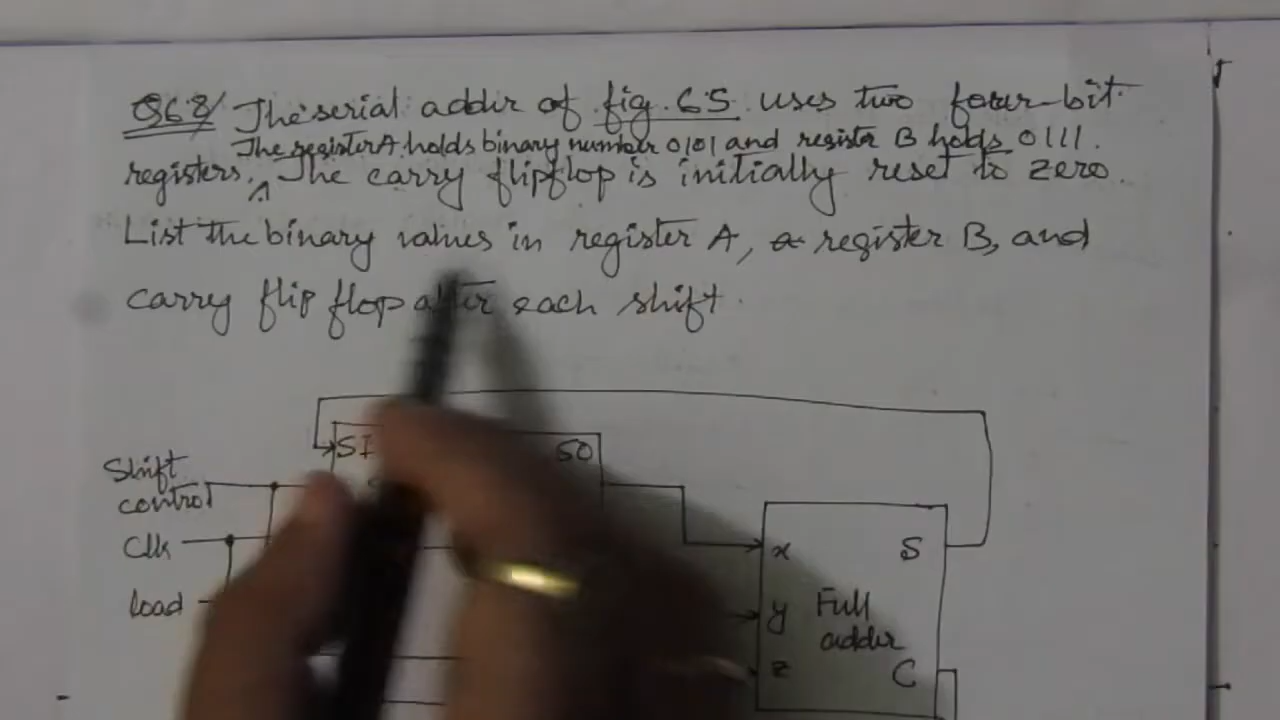 Q6.8/ The serial addir of fig. 6.5 uses two four-bit
The register A holds binary number 0101 and register B holds 0111.
registers. ^ The carry flipflop is initially reset to zero.
List the binary values in register A, register B, and
carry flip flop after each shift.
SI
SO
Shift
control
x
S
Clk
load
y
Full
addir
z
C